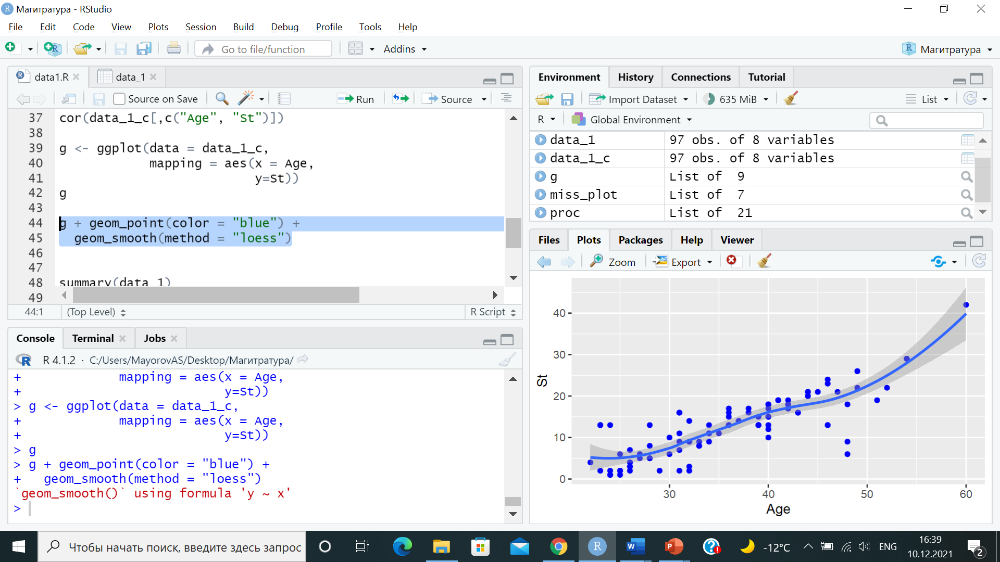 Магитратура - RStudio
File Edit Code View Plots Session Build Debug Profile Tools Help
Go to file/function Addins Магитратура
data1.R data_1
Source on Save Run Source
37 cor(data_1_c[,c("Age", "St")])
38
39 g <- ggplot(data = data_1_c,
40 mapping = aes(x = Age,
41 y=St))
42 g
43
44 g + geom_point(color = "blue") +
45 geom_smooth(method = "loess")
46
47
48 summary(data_1)
49
44:1 (Top Level) R Script
Console Terminal Jobs
R 4.1.2 · C:/Users/MayorovAS/Desktop/Магитратура/
+ mapping = aes(x = Age,
+ y=St))
> g <- ggplot(data = data_1_c,
+ mapping = aes(x = Age,
+ y=St))
> g
> g + geom_point(color = "blue") +
+ geom_smooth(method = "loess")
`geom_smooth()` using formula 'y ~ x'
>
Environment History Connections Tutorial
Import Dataset 635 MiB List
R Global Environment
data_1 97 obs. of 8 variables
data_1_c 97 obs. of 8 variables
g List of 9
miss_plot List of 7
proc List of 21
Files Plots Packages Help Viewer
Zoom Export
40
30
20
10
0
St
30 40 50 60
Age
Чтобы начать поиск, введите здесь запрос
-12°C ENG 16:39
10.12.2021
2